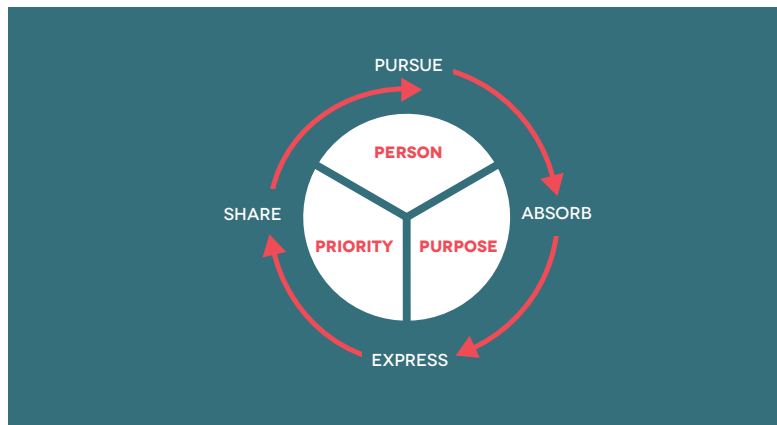 PURSUE
PERSON
SHARE
ABSORB
PRIORITY
PURPOSE
EXPRESS